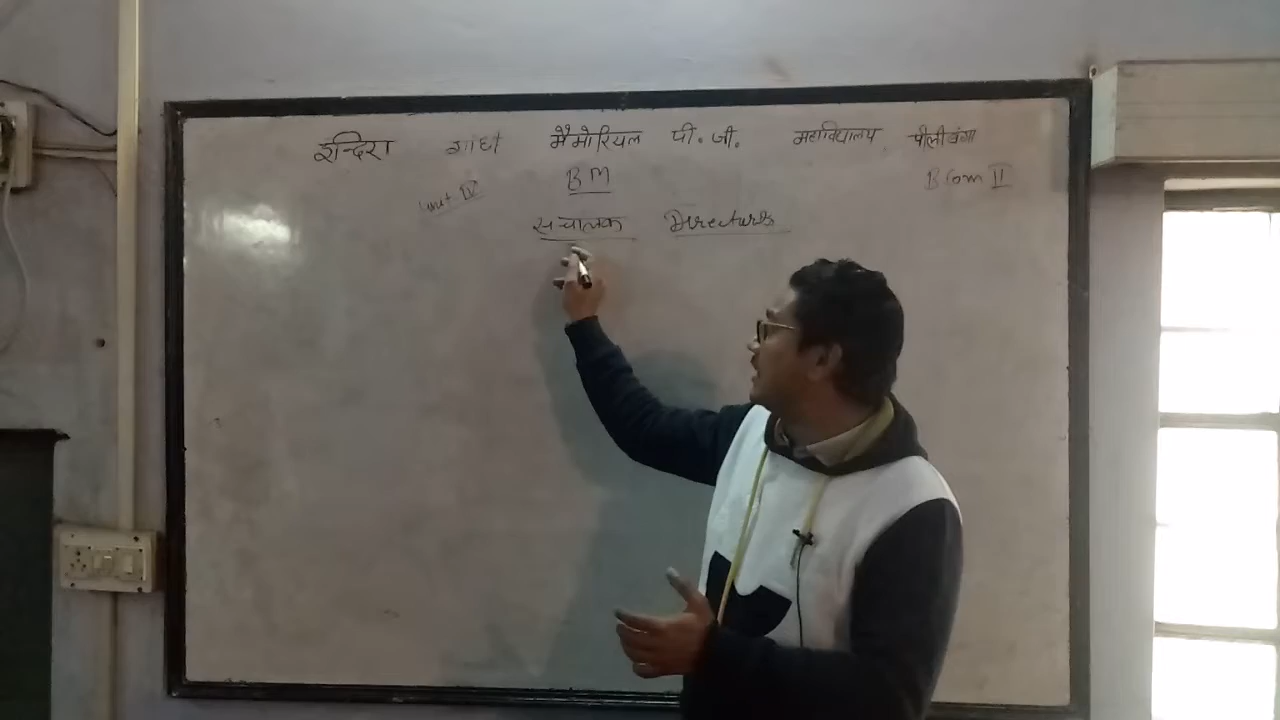 इन्दिरा गांधी मैमोरियल पी. जी. महाविद्यालय पीलीबंगा
BM
B Com II
Unit IV
संचालक Directors